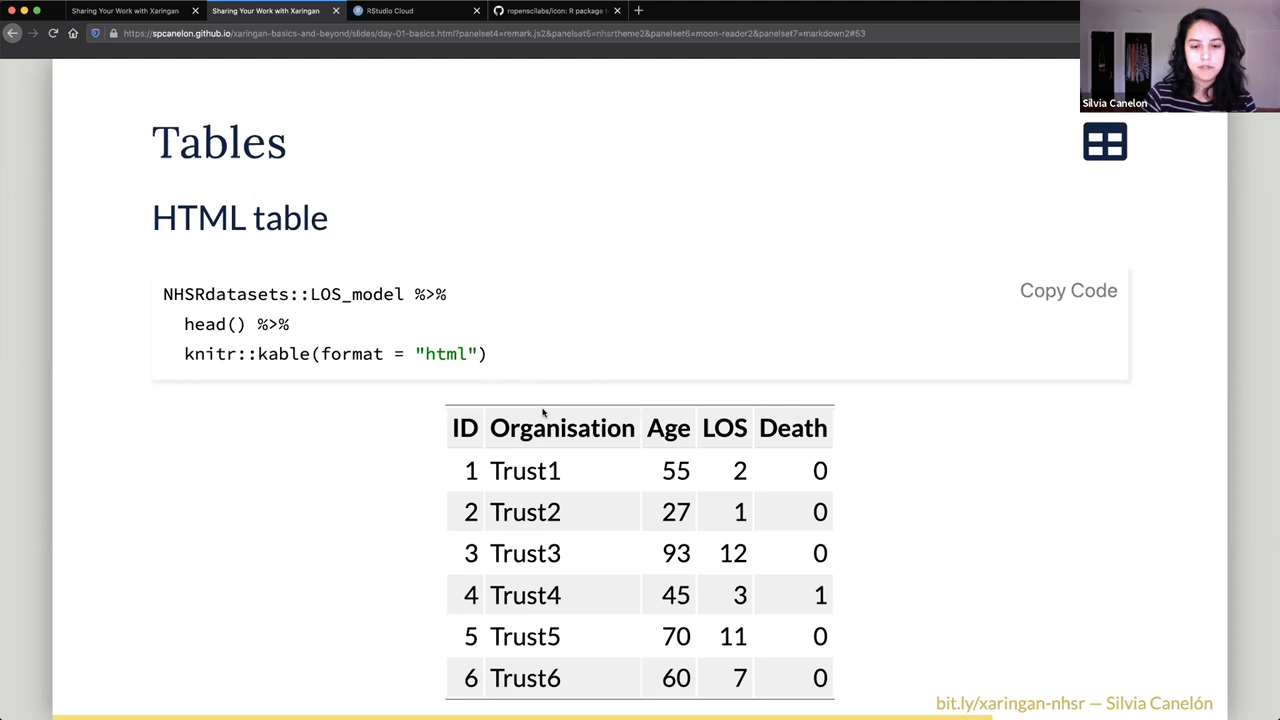 Sharing Your Work with Xaringan
Sharing Your Work with Xaringan
RStudio Cloud
ropenscilabs/icon: R package
https://spcanelon.github.io/xaringan-basics-and-beyond/slides/day-01-basics.html?panelset4=remark.js2&panelset5=nhsrtheme2&panelset6=moon-reader2&panelset7=markdown2#53
Silvia Canelon
Tables
HTML table
NHSRdatasets::LOS_model %>%
head() %>%
knitr::kable(format = "html")
Copy Code
ID Organisation Age LOS Death
1 Trust1 55 2 0
2 Trust2 27 1 0
3 Trust3 93 12 0
4 Trust4 45 3 1
5 Trust5 70 11 0
6 Trust6 60 7 0
bit.ly/xaringan-nhsr — Silvia Canelón